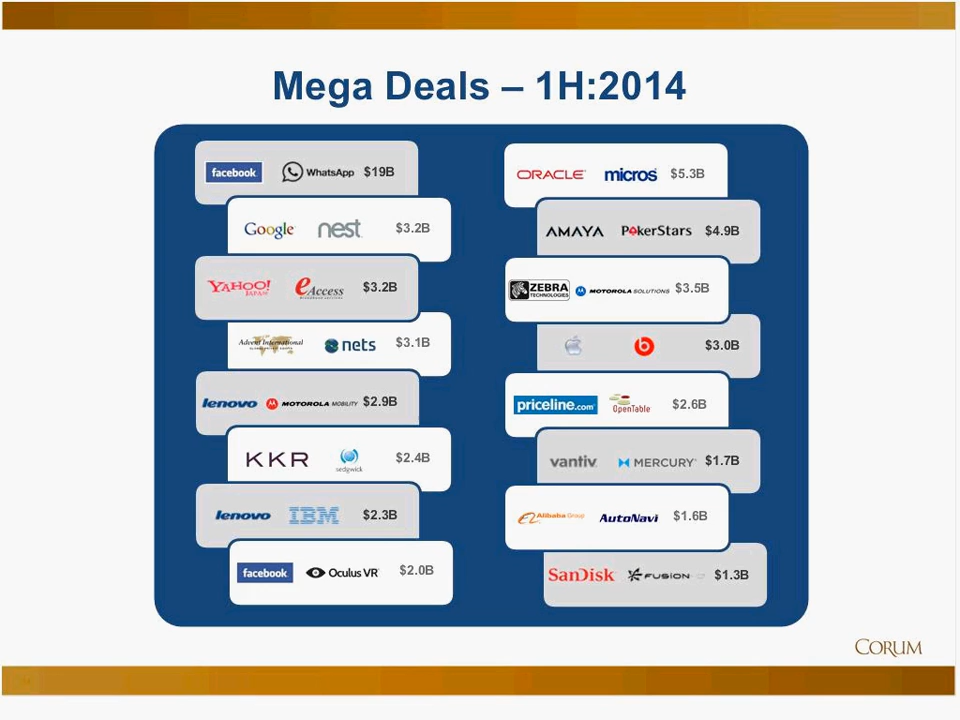 Mega Deals – 1H:2014
facebook WhatsApp $19B
Google nest $3.2B
YAHOO! JAPAN eAccess $3.2B
Advent International nets $3.1B
lenovo MOTOROLA MOBILITY $2.9B
KKR sedgwick $2.4B
lenovo IBM $2.3B
facebook Oculus VR $2.0B
ORACLE micros $5.3B
AMAYA PokerStars $4.9B
ZEBRA TECHNOLOGIES MOTOROLA SOLUTIONS $3.5B
$3.0B
priceline.com OpenTable $2.6B
vantiv MERCURY $1.7B
Alibaba Group AutoNavi $1.6B
SanDisk FUSION $1.3B
CORUM